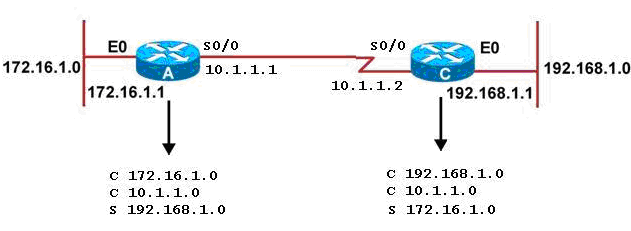 E0
S0/0
S0/0
E0
172.16.1.0
A
10.1.1.1
C
192.168.1.0
172.16.1.1
10.1.1.2
192.168.1.1
C 172.16.1.0
C 10.1.1.0
S 192.168.1.0
C 192.168.1.0
C 10.1.1.0
S 172.16.1.0